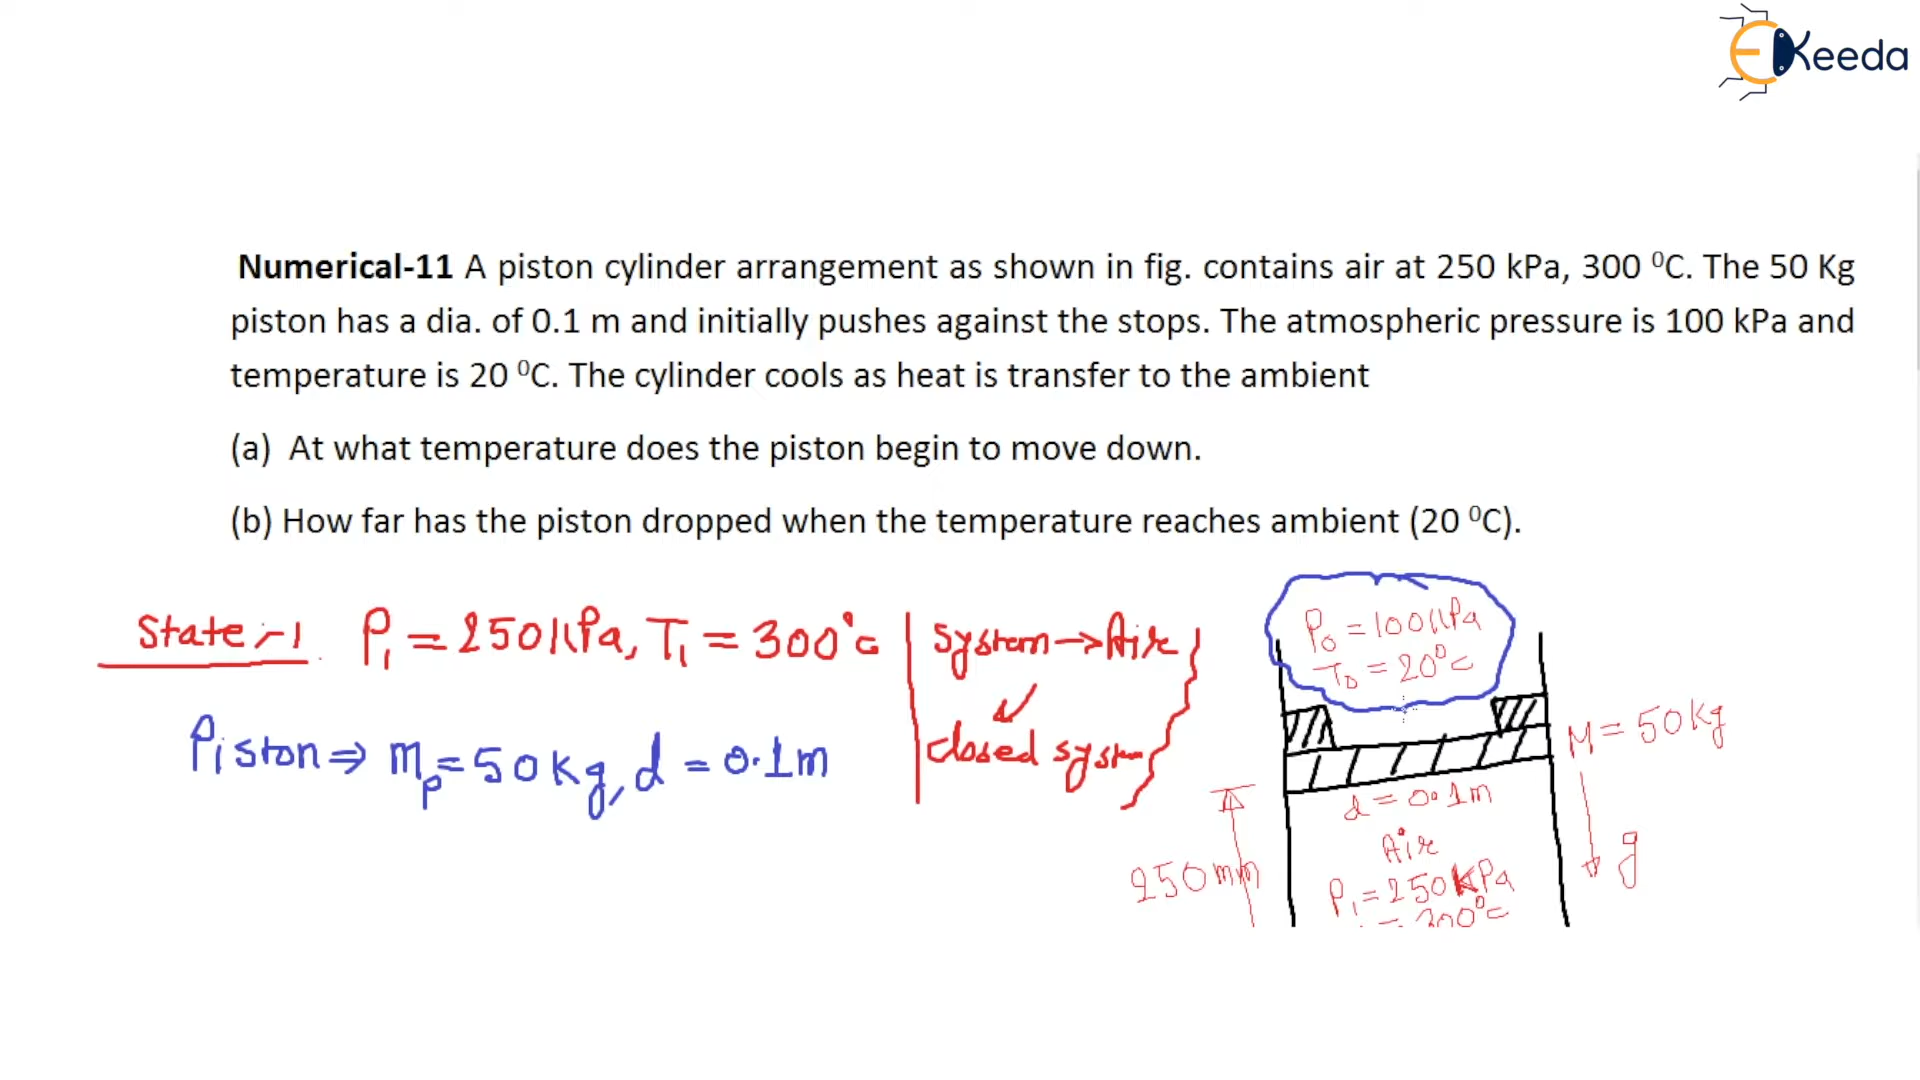 EKeeda
Numerical-11 A piston cylinder arrangement as shown in fig. contains air at 250 kPa, 300 ⁰C. The 50 Kg
piston has a dia. of 0.1 m and initially pushes against the stops. The atmospheric pressure is 100 kPa and
temperature is 20 ⁰C. The cylinder cools as heat is transfer to the ambient
(a) At what temperature does the piston begin to move down.
(b) How far has the piston dropped when the temperature reaches ambient (20 ⁰C).
State:-1 P₁ = 250kPa, T₁ = 300°C
System → Air
closed system
Piston ⇒ mₚ = 50kg, d = 0.1m
P₀ = 100kPa
T₀ = 20°C
M = 50kg
g
d = 0.1m
Air
250mm
P₁ = 250kPa
= 300°C